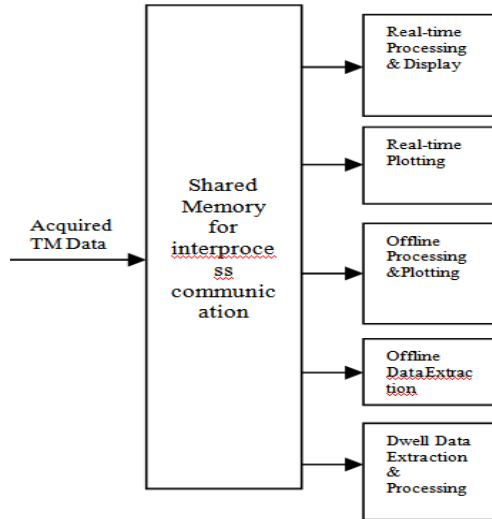 Acquired
TM Data
Shared
Memory
for
interproce
ss
communic
ation
Real-time
Processing
& Display
Real-time
Plotting
Offline
Processing
&Plotting
Offline
DataExtrac
tion
Dwell Data
Extraction
&
Processing